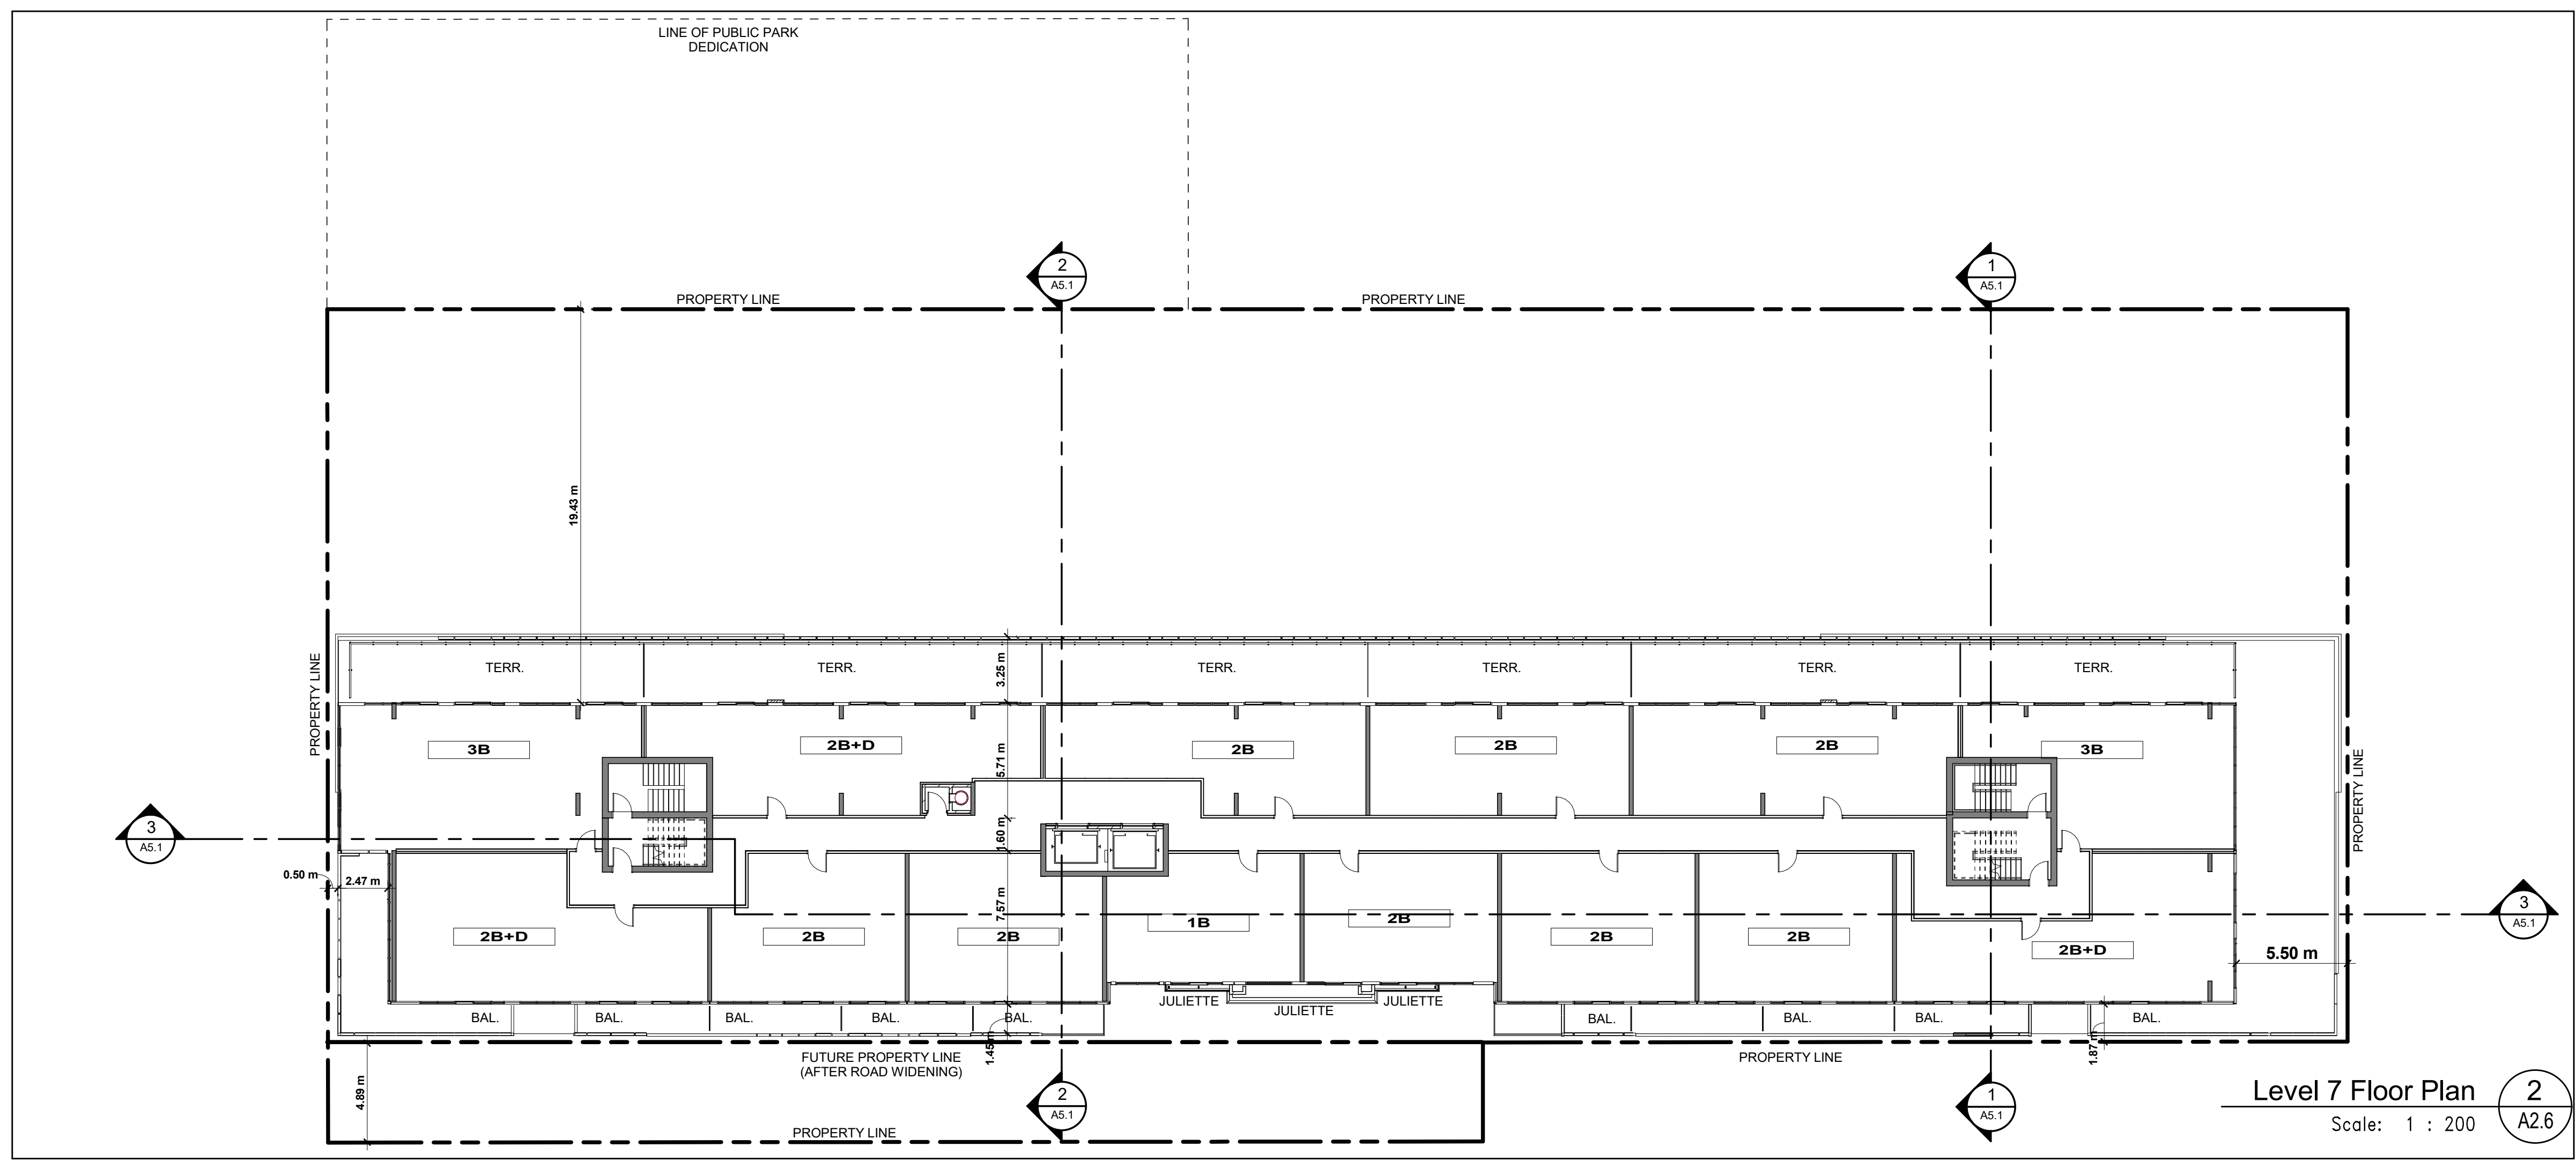 LINE OF PUBLIC PARK
DEDICATION
2
A5.1
1
A5.1
PROPERTY LINE
PROPERTY LINE
19.43 m
PROPERTY LINE
TERR.
TERR.
3.25 m
TERR.
TERR.
TERR.
TERR.
3B
2B+D
5.71 m
2B
2B
2B
3B
PROPERTY LINE
3
A5.1
1.60 m
0.50 m
2.47 m
7.57 m
2B+D
2B
2B
1B
2B
2B
2B
2B+D
3
A5.1
5.50 m
JULIETTE
JULIETTE
JULIETTE
BAL.
BAL.
BAL.
BAL.
BAL.
BAL.
BAL.
BAL.
BAL.
1.45 m
1.87 m
FUTURE PROPERTY LINE
(AFTER ROAD WIDENING)
PROPERTY LINE
4.89 m
2
A5.1
1
A5.1
PROPERTY LINE
Level 7 Floor Plan
Scale: 1 : 200
2
A2.6